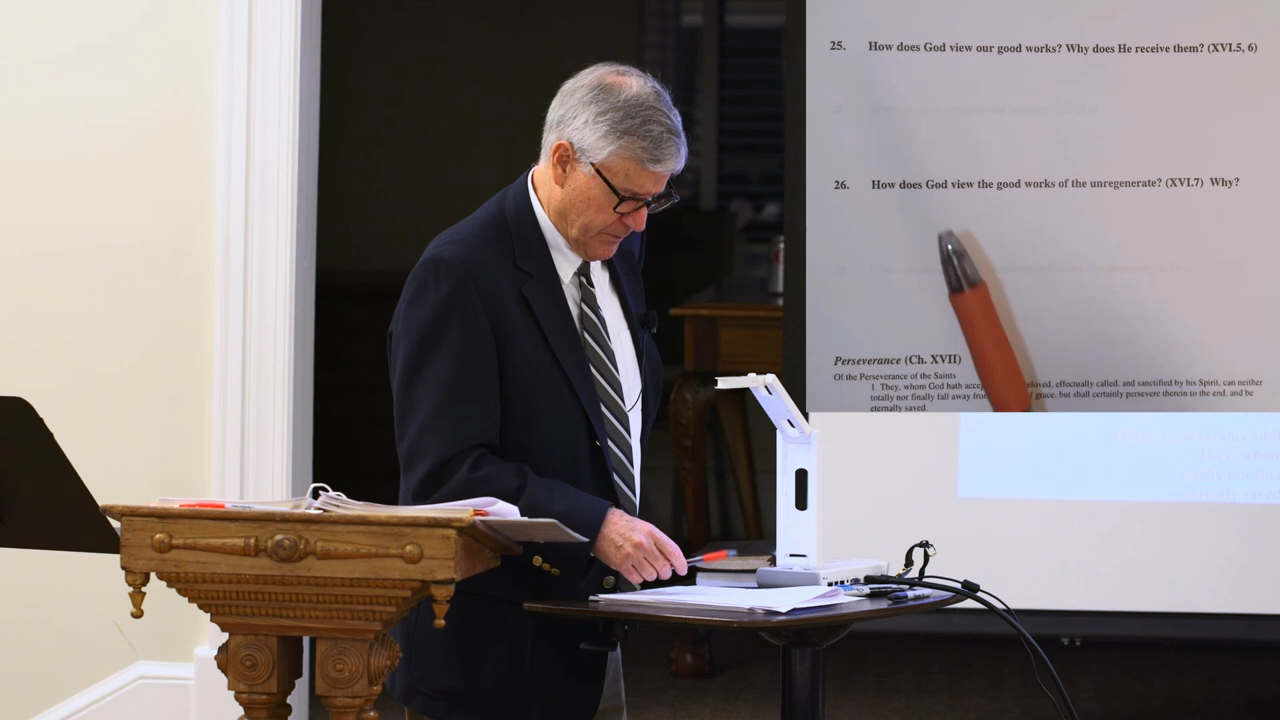 25. How does God view our good works? Why does He receive them? (XVI.5, 6)
26. How does God view the good works of the unregenerate? (XVI.7) Why?
Perseverance (Ch. XVII)
Of the Perseverance of the Saints
1. They, whom God hath eloved, effectually called, and sanctified by his Spirit, can neither
totally nor finally fall away of grace, but shall certainly persevere therein to the end, and be
eternally saved.